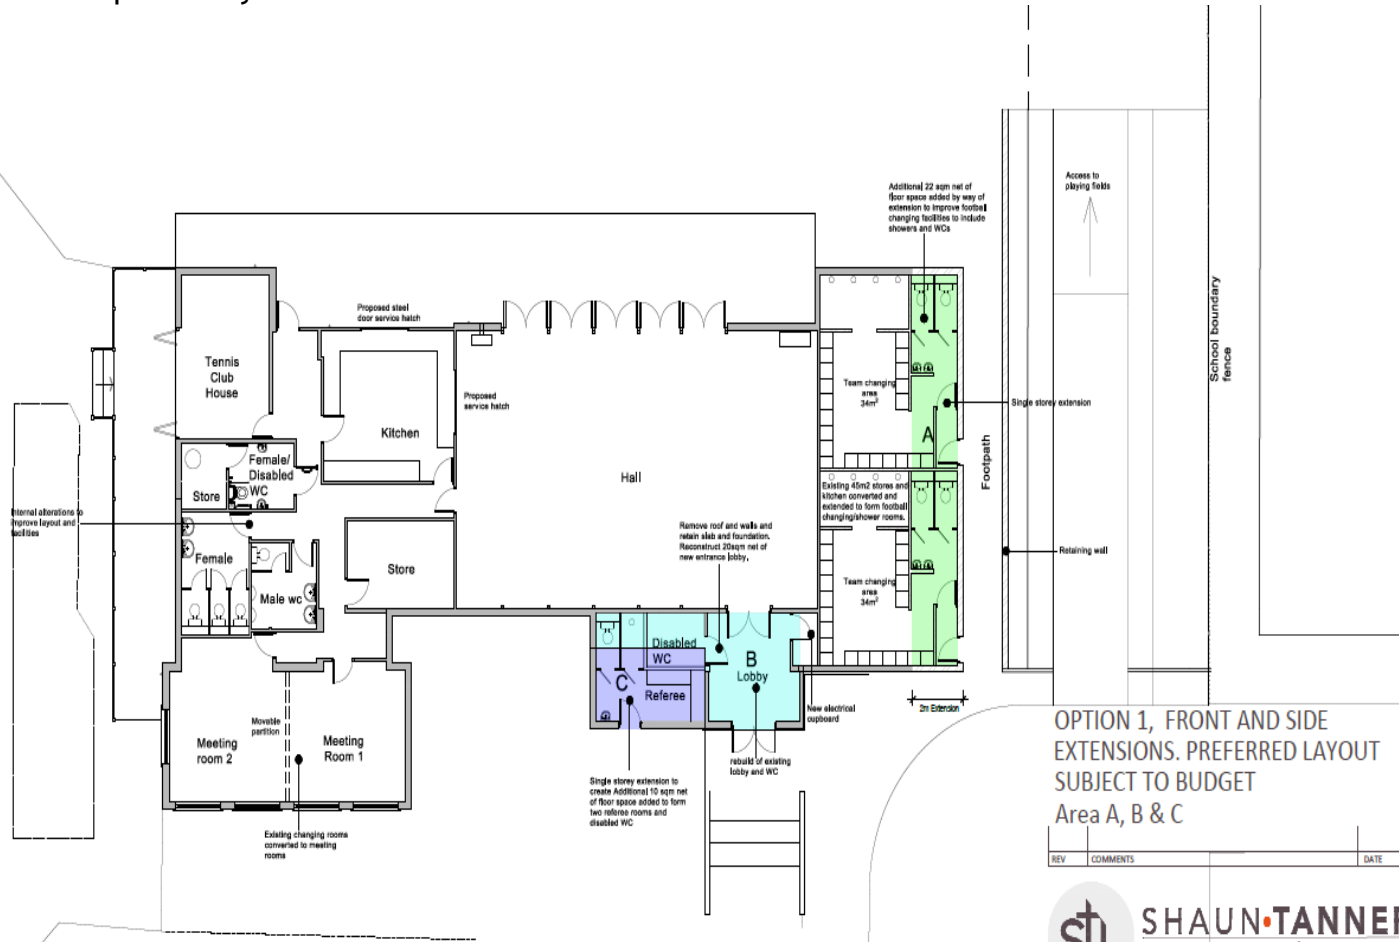 Additional 22 sqm net of
floor space added by way of
extension to improve football
changing facilities to include
showers and WCs
Access to
playing fields
School boundary
fence
Proposed steel
door service hatch
Tennis
Club
House
Proposed
service hatch
Kitchen
Team changing
area
34m²
Single storey extension
A
Footpath
Hall
Female/
Disabled
WC
Store
Existing 45m2 stores and
kitchen converted and
extended to form football
changing/shower rooms.
Internal alterations to
improve layout and
facilities
Remove roof and walls and
retain slab and foundation.
Reconstruct 20sqm net of
new entrance lobby.
Retaining wall
Female
Store
Male wc
Team changing
area
34m²
Disabled
WC
B
Lobby
C
Referee
2m Extension
New electrical
cupboard
Movable
partition
Meeting
room 2
Meeting
Room 1
rebuild of existing
lobby and WC
Single storey extension to
create Additional 10 sqm net
of floor space added to form
two referee rooms and
disabled WC
Existing changing rooms
converted to meeting
rooms
OPTION 1, FRONT AND SIDE
EXTENSIONS. PREFERRED LAYOUT
SUBJECT TO BUDGET
Area A, B & C
REV COMMENTS DATE
SHAUN•TANNER